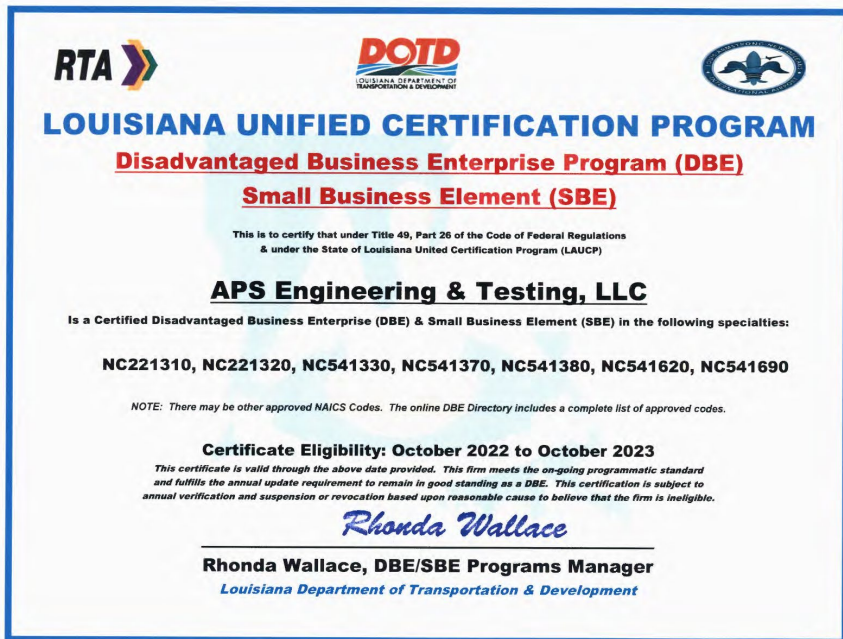 RTA
DOTD
LOUISIANA DEPARTMENT OF
TRANSPORTATION & DEVELOPMENT
LOUISIANA UNIFIED CERTIFICATION PROGRAM
Disadvantaged Business Enterprise Program (DBE)
Small Business Element (SBE)
This is to certify that under Title 49, Part 26 of the Code of Federal Regulations
& under the State of Louisiana United Certification Program (LAUCP)
APS Engineering & Testing, LLC
Is a Certified Disadvantaged Business Enterprise (DBE) & Small Business Element (SBE) in the following specialties:
NC221310, NC221320, NC541330, NC541370, NC541380, NC541620, NC541690
NOTE: There may be other approved NAICS Codes. The online DBE Directory includes a complete list of approved codes.
Certificate Eligibility: October 2022 to October 2023
This certificate is valid through the above date provided. This firm meets the on-going programmatic standard
and fulfills the annual update requirement to remain in good standing as a DBE. This certification is subject to
annual verification and suspension or revocation based upon reasonable cause to believe that the firm is ineligible.
Rhonda Wallace
Rhonda Wallace, DBE/SBE Programs Manager
Louisiana Department of Transportation & Development